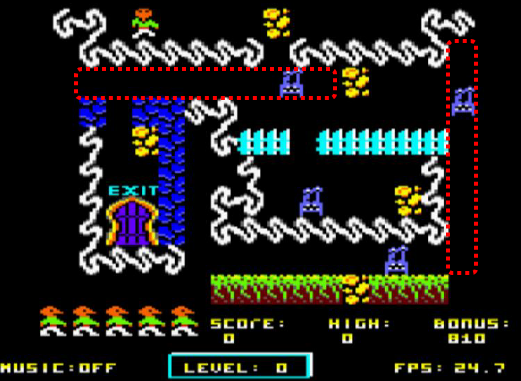 EXIT
SCORE: HIGH: BONUS:
0 0 810
MUSIC:OFF LEVEL: 0 FPS: 24.7